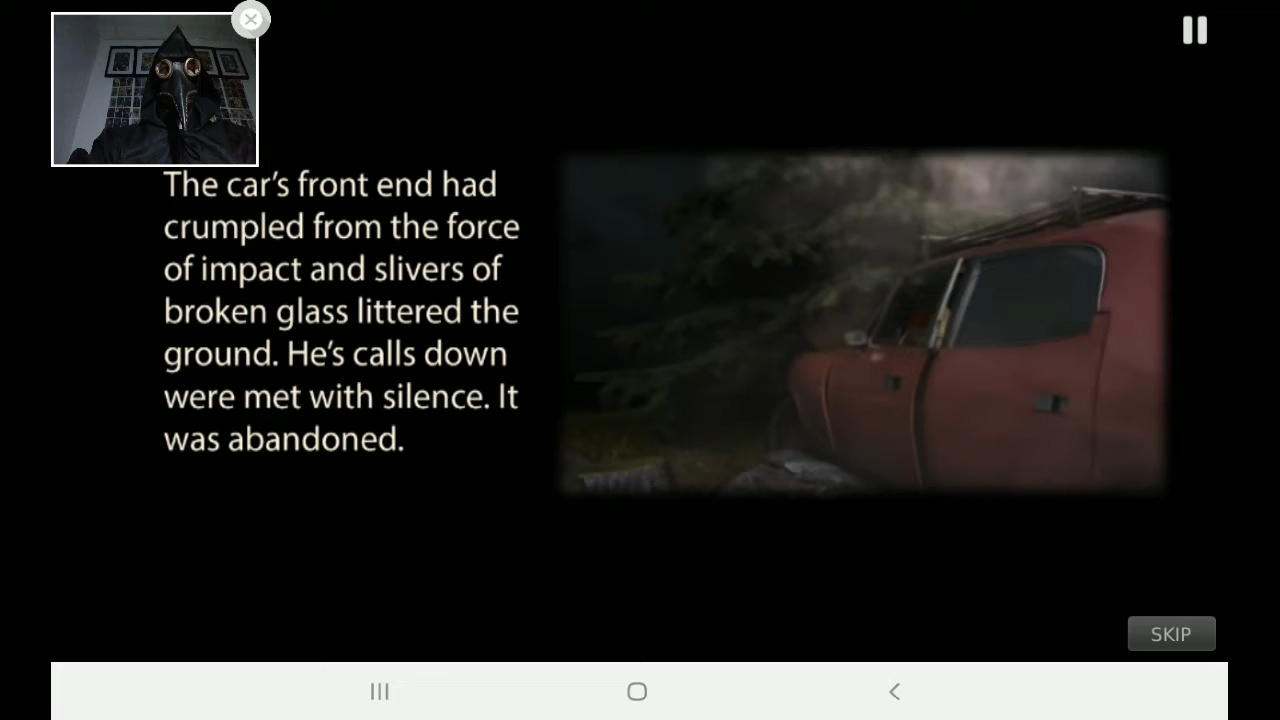 The car’s front end had
crumpled from the force
of impact and slivers of
broken glass littered the
ground. He’s calls down
were met with silence. It
was abandoned.
SKIP